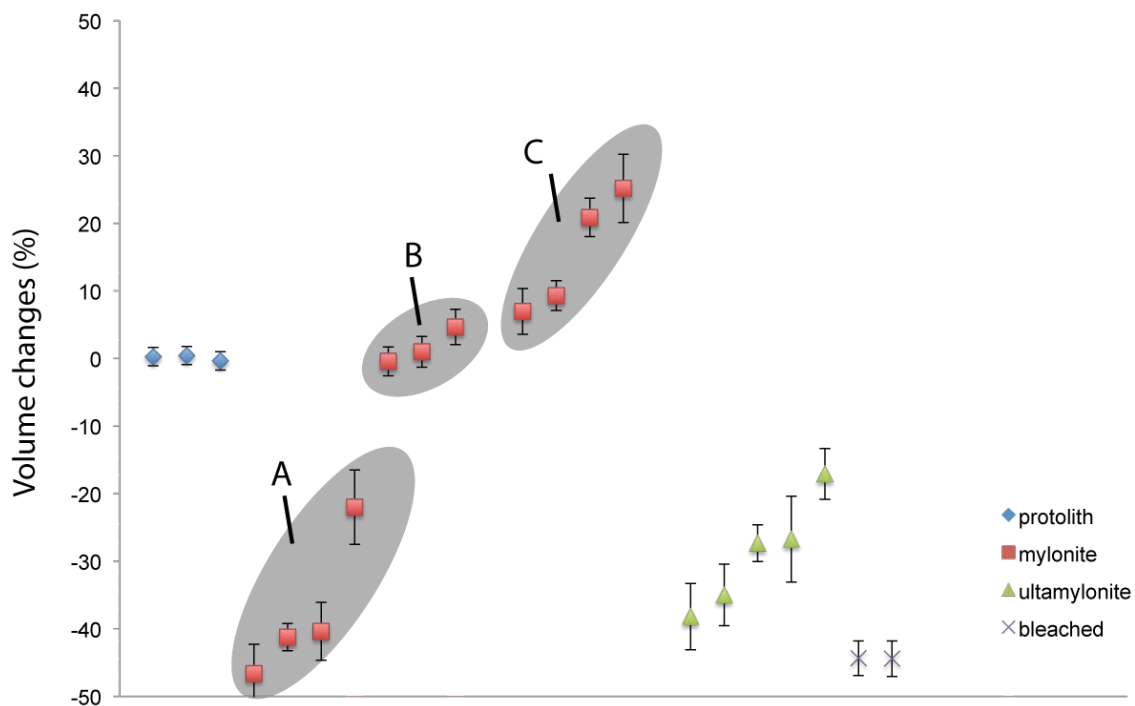 50
40
30
20
10
0
-10
-20
-30
-40
-50
Volume changes (%)
A
B
C
protolith
mylonite
ultamylonite
bleached